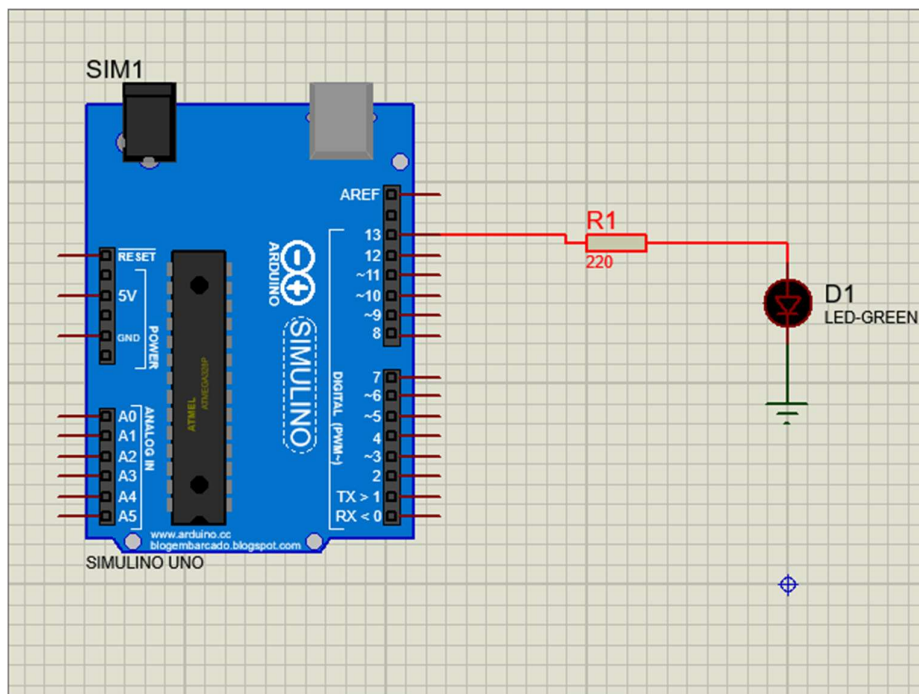 SIM1
AREF
13
12
~11
~10
~9
8
7
~6
~5
4
~3
2
TX > 1
RX < 0
RESET
5V
GND
POWER
A0
A1
A2
A3
A4
A5
ANALOG IN
ATMEL
ATMEGA328P
ARDUINO
SIMULINO
DIGITAL (PWM~)
www.arduino.cc
blogembarcado.blogspot.com
SIMULINO UNO
R1
220
D1
LED-GREEN